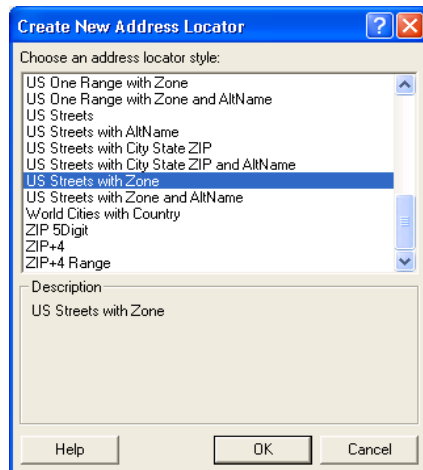 Create New Address Locator
Choose an address locator style:
US One Range with Zone
US One Range with Zone and AltName
US Streets
US Streets with AltName
US Streets with City State ZIP
US Streets with City State ZIP and AltName
US Streets with Zone
US Streets with Zone and AltName
World Cities with Country
ZIP 5Digit
ZIP+4
ZIP+4 Range
Description
US Streets with Zone
Help OK Cancel